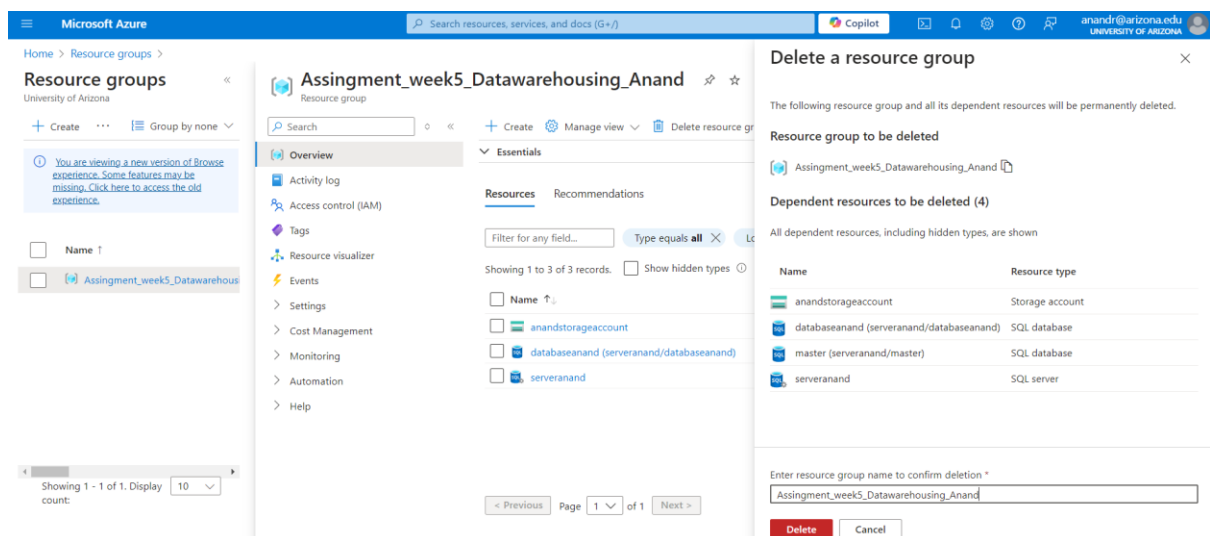 Microsoft Azure
Search resources, services, and docs (G+/)
Copilot
anandr@arizona.edu
UNIVERSITY OF ARIZONA
Home > Resource groups >
Resource groups
University of Arizona
+ Create ··· Group by none
You are viewing a new version of Browse
experience. Some features may be
missing. Click here to access the old
experience.
Name ↑
Assingment_week5_Datawarehous
Showing 1 - 1 of 1. Display 10
count:
Assingment_week5_Datawarehousing_Anand
Resource group
Search
Overview
Activity log
Access control (IAM)
Tags
Resource visualizer
Events
> Settings
> Cost Management
> Monitoring
> Automation
> Help
+ Create Manage view Delete resource gr
Essentials
Resources Recommendations
Filter for any field... Type equals all × Lo
Showing 1 to 3 of 3 records. Show hidden types
Name ↑↓
anandstorageaccount
databaseanand (serveranand/databaseanand)
serveranand
< Previous Page 1 of 1 Next >
Delete a resource group
The following resource group and all its dependent resources will be permanently deleted.
Resource group to be deleted
Assingment_week5_Datawarehousing_Anand
Dependent resources to be deleted (4)
All dependent resources, including hidden types, are shown
Name Resource type
anandstorageaccount Storage account
databaseanand (serveranand/databaseanand) SQL database
master (serveranand/master) SQL database
serveranand SQL server
Enter resource group name to confirm deletion *
Assingment_week5_Datawarehousing_Anand
Delete Cancel